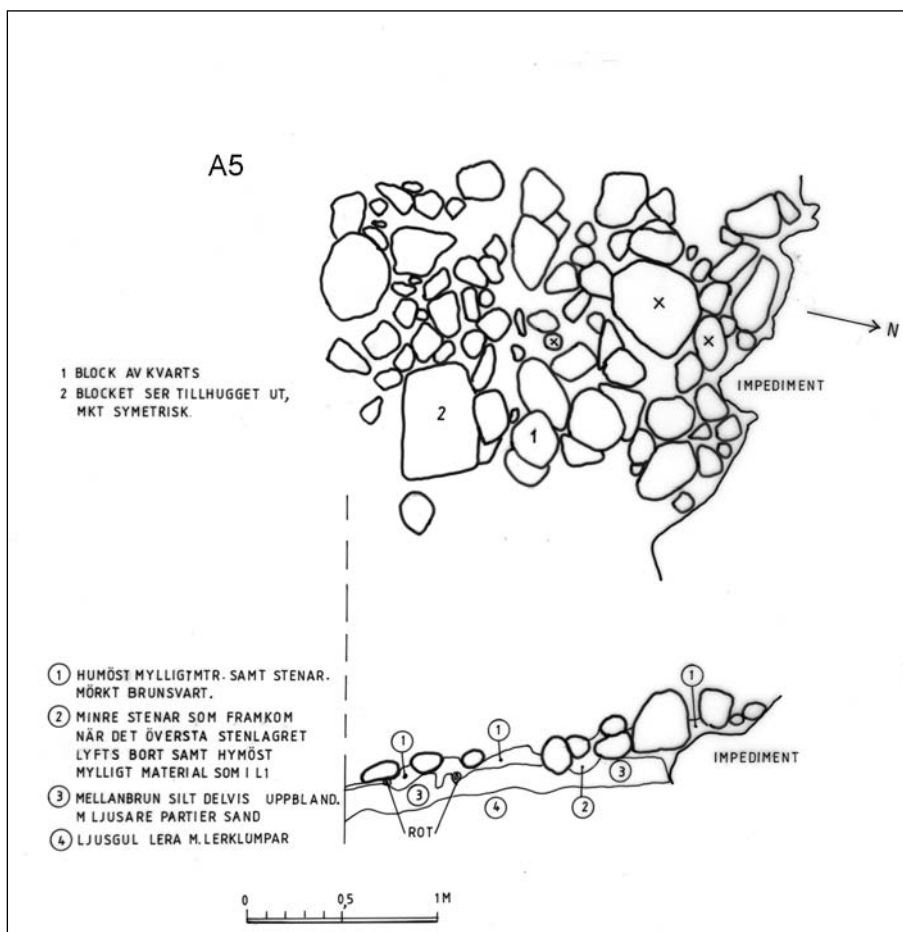 A5
N
1 BLOCK AV KVARTS
2 BLOCKET SER TILLHUGGET UT,
MKT SYMETRISK.
x
x
x
2
1
IMPEDIMENT
1 HUMÖST MYLLIGT MTR. SAMT STENAR.
MÖRKT BRUNSVART.
2 MINRE STENAR SOM FRAMKOM
NÄR DET ÖVERSTA STENLAGRET
LYFTS BORT SAMT HYMÖST
MYLLIGT MATERIAL SOM I L1
3 MELLANBRUN SILT DELVIS UPPBLAND.
M LJUSARE PARTIER SAND
4 LJUSGUL LERA M. LERKLUMPAR
1
1
1
3
3
4
2
ROT
IMPEDIMENT
0 0,5 1M